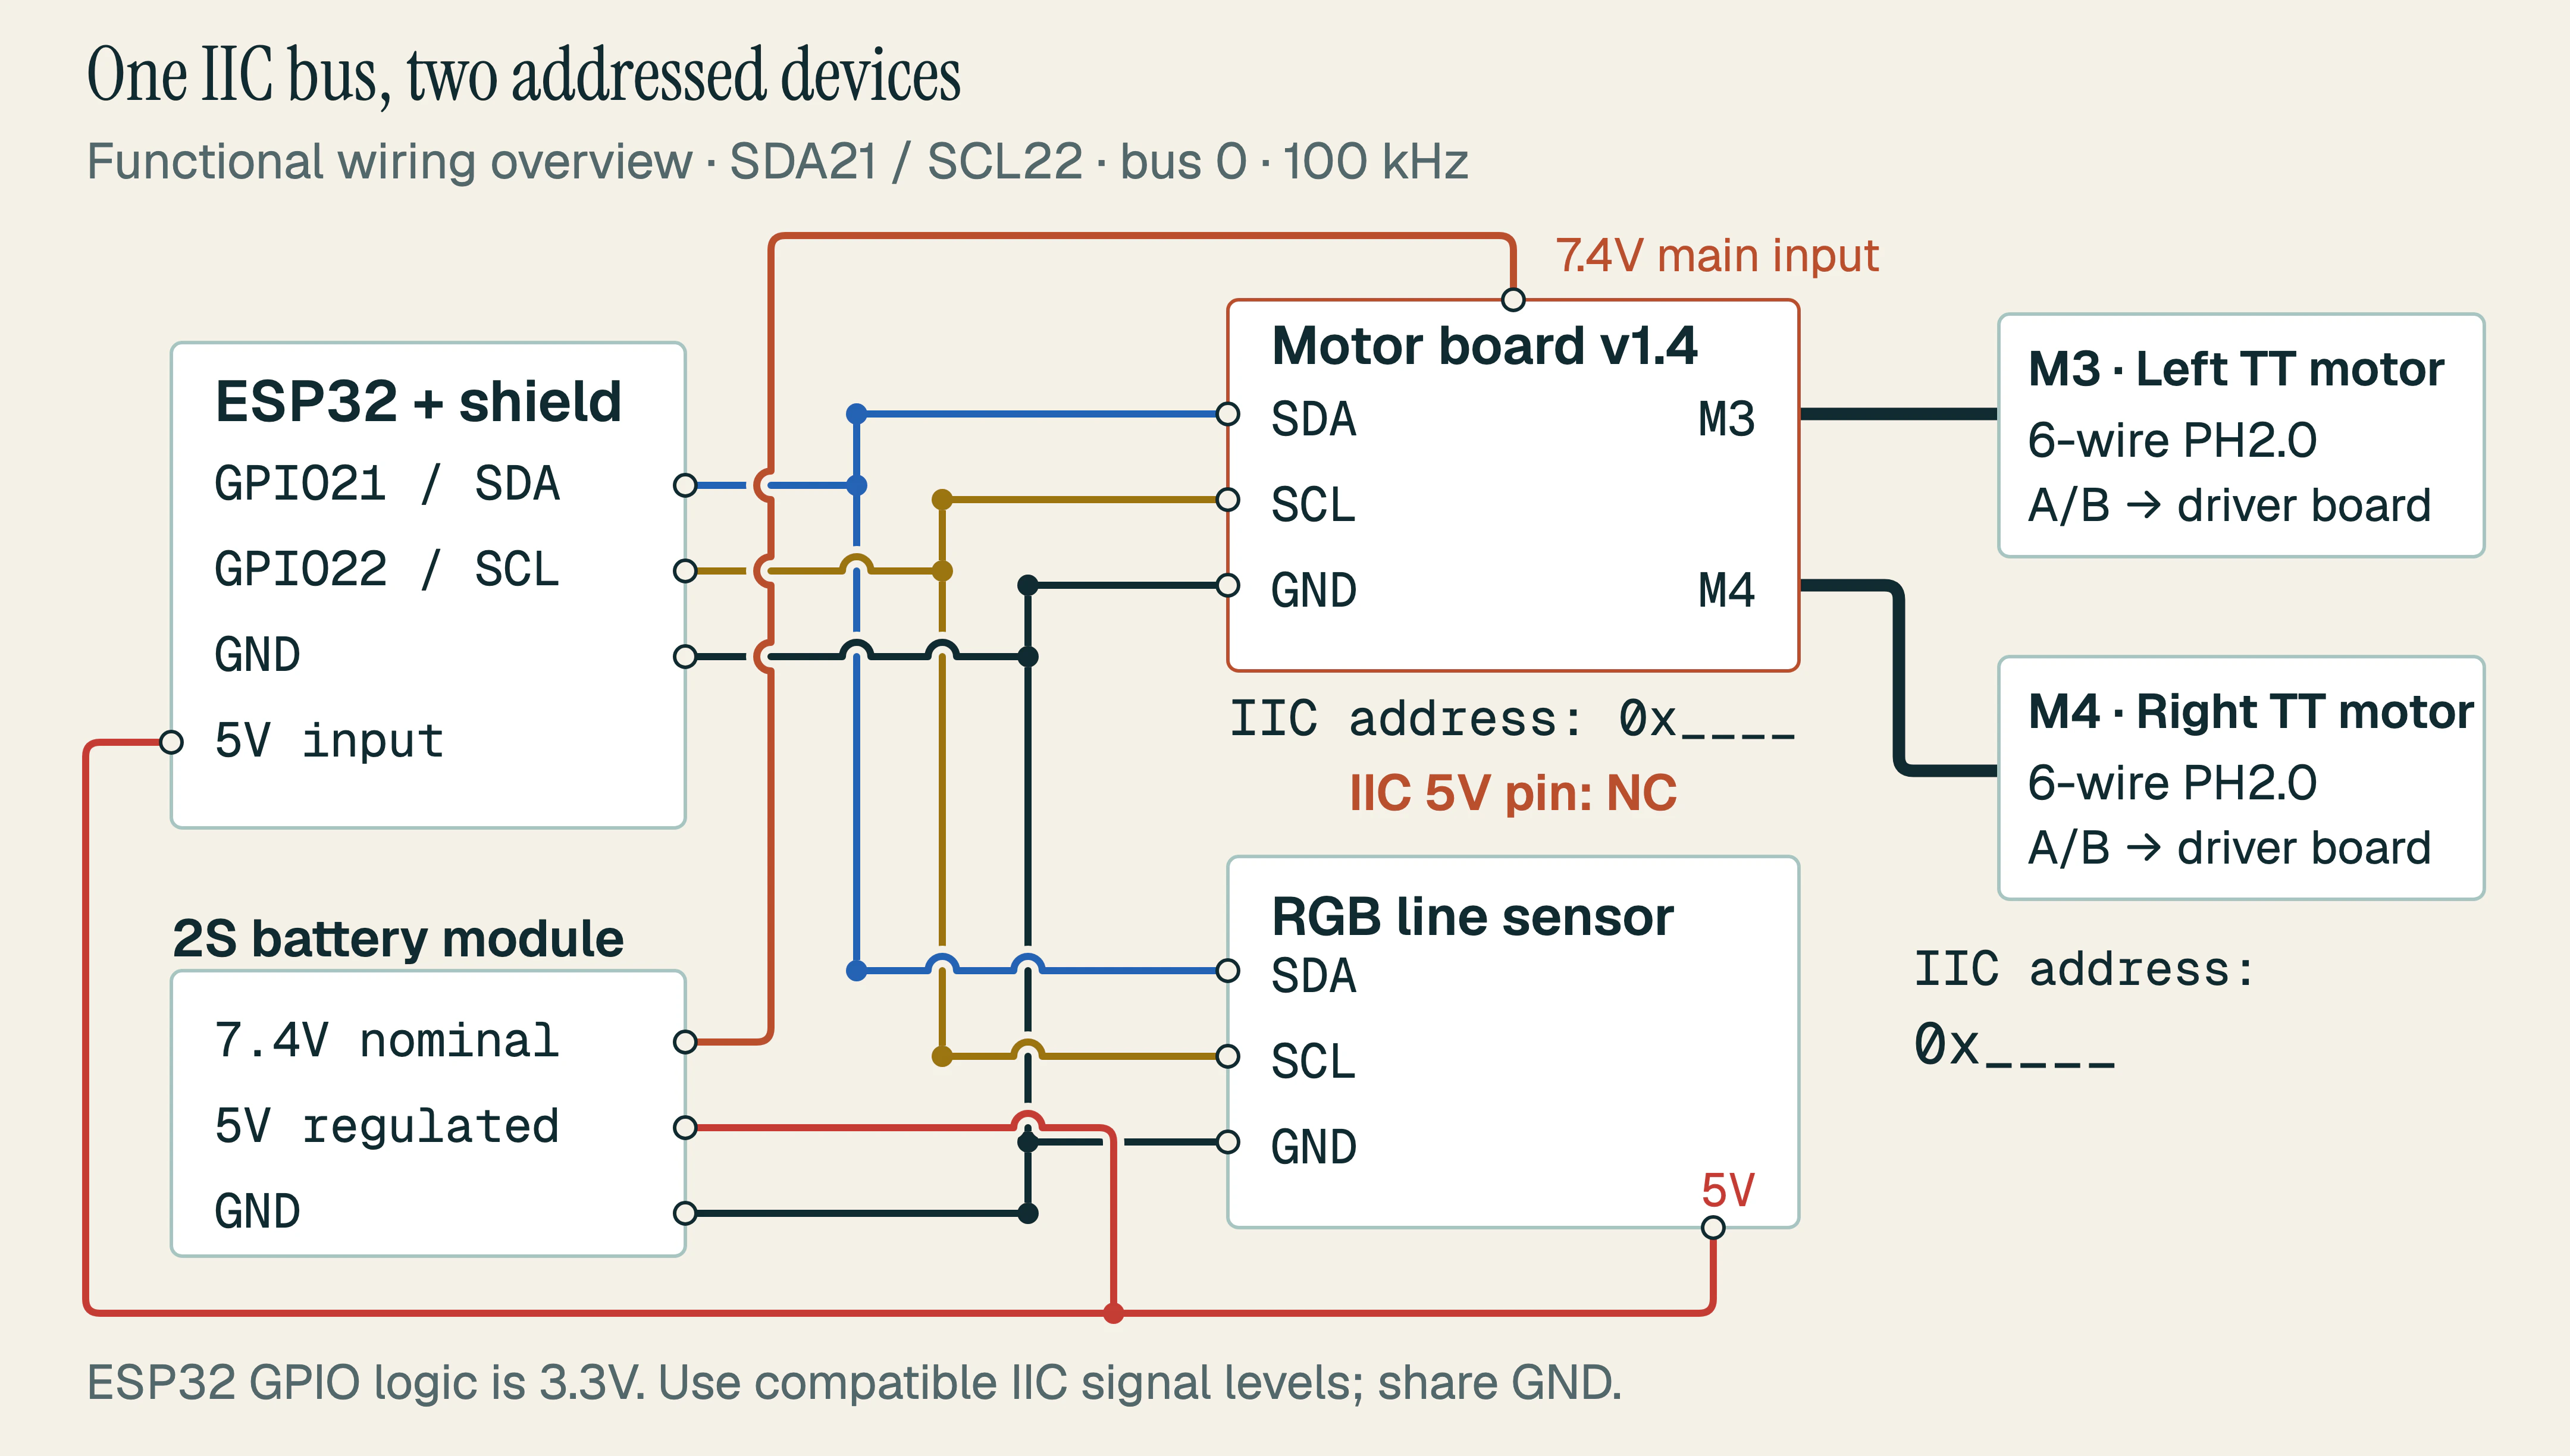 One IIC bus, two addressed devices
Functional wiring overview · SDA21 / SCL22 · bus 0 · 100 kHz
7.4V main input
ESP32 + shield
GPIO21 / SDA
GPIO22 / SCL
GND
5V input
Motor board v1.4
SDA
SCL
GND
M3
M4
IIC address: 0x____
IIC 5V pin: NC
M3 · Left TT motor
6-wire PH2.0
A/B → driver board
M4 · Right TT motor
6-wire PH2.0
A/B → driver board
2S battery module
7.4V nominal
5V regulated
GND
RGB line sensor
SDA
SCL
GND
5V
IIC address:
0x____
ESP32 GPIO logic is 3.3V. Use compatible IIC signal levels; share GND.